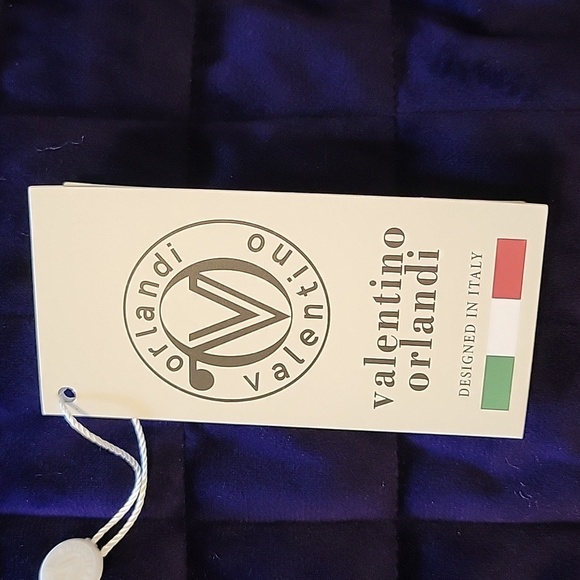 valentino orlandi
V
valentino
orlandi
DESIGNED IN ITALY